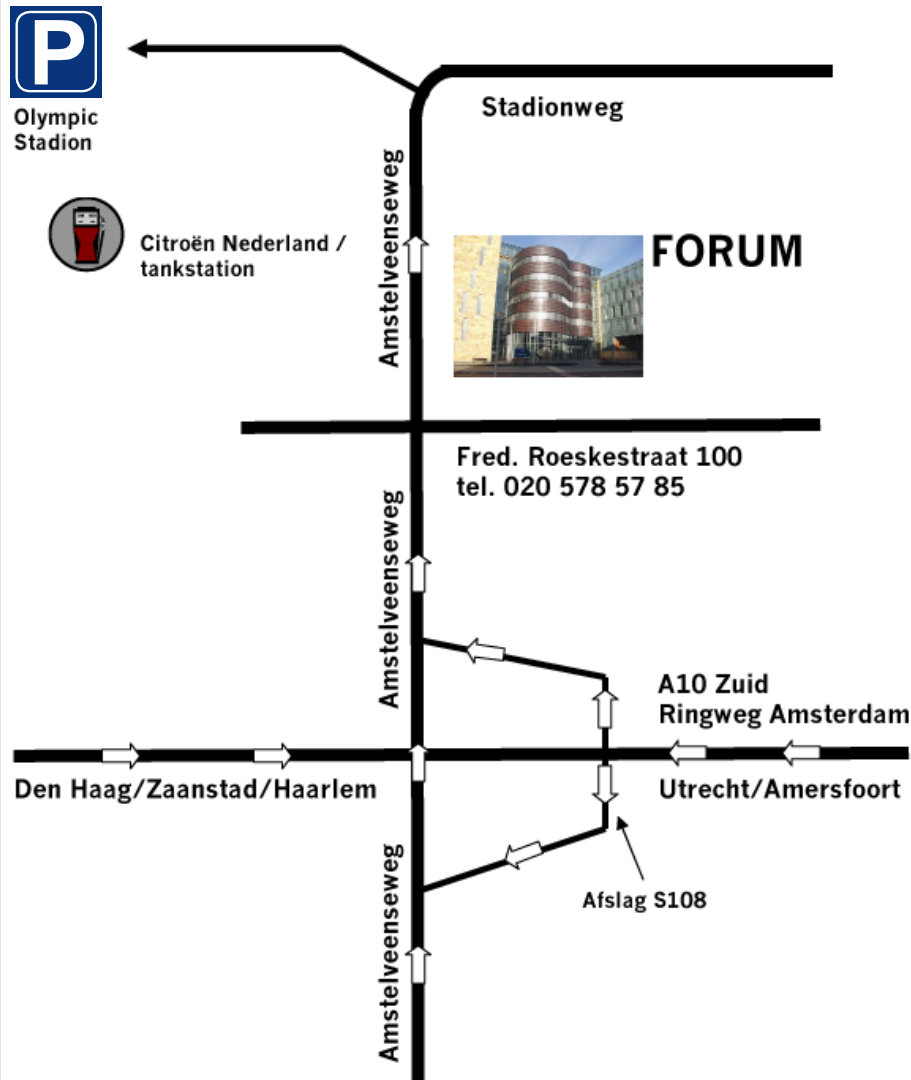 P
Olympic
Stadion
Stadionweg
Amstelveenseweg
Citroën Nederland /
tankstation
FORUM
Fred. Roeskestraat 100
tel. 020 578 57 85
Amstelveenseweg
A10 Zuid
Ringweg Amsterdam
Den Haag/Zaanstad/Haarlem
Utrecht/Amersfoort
Amstelveenseweg
Afslag S108